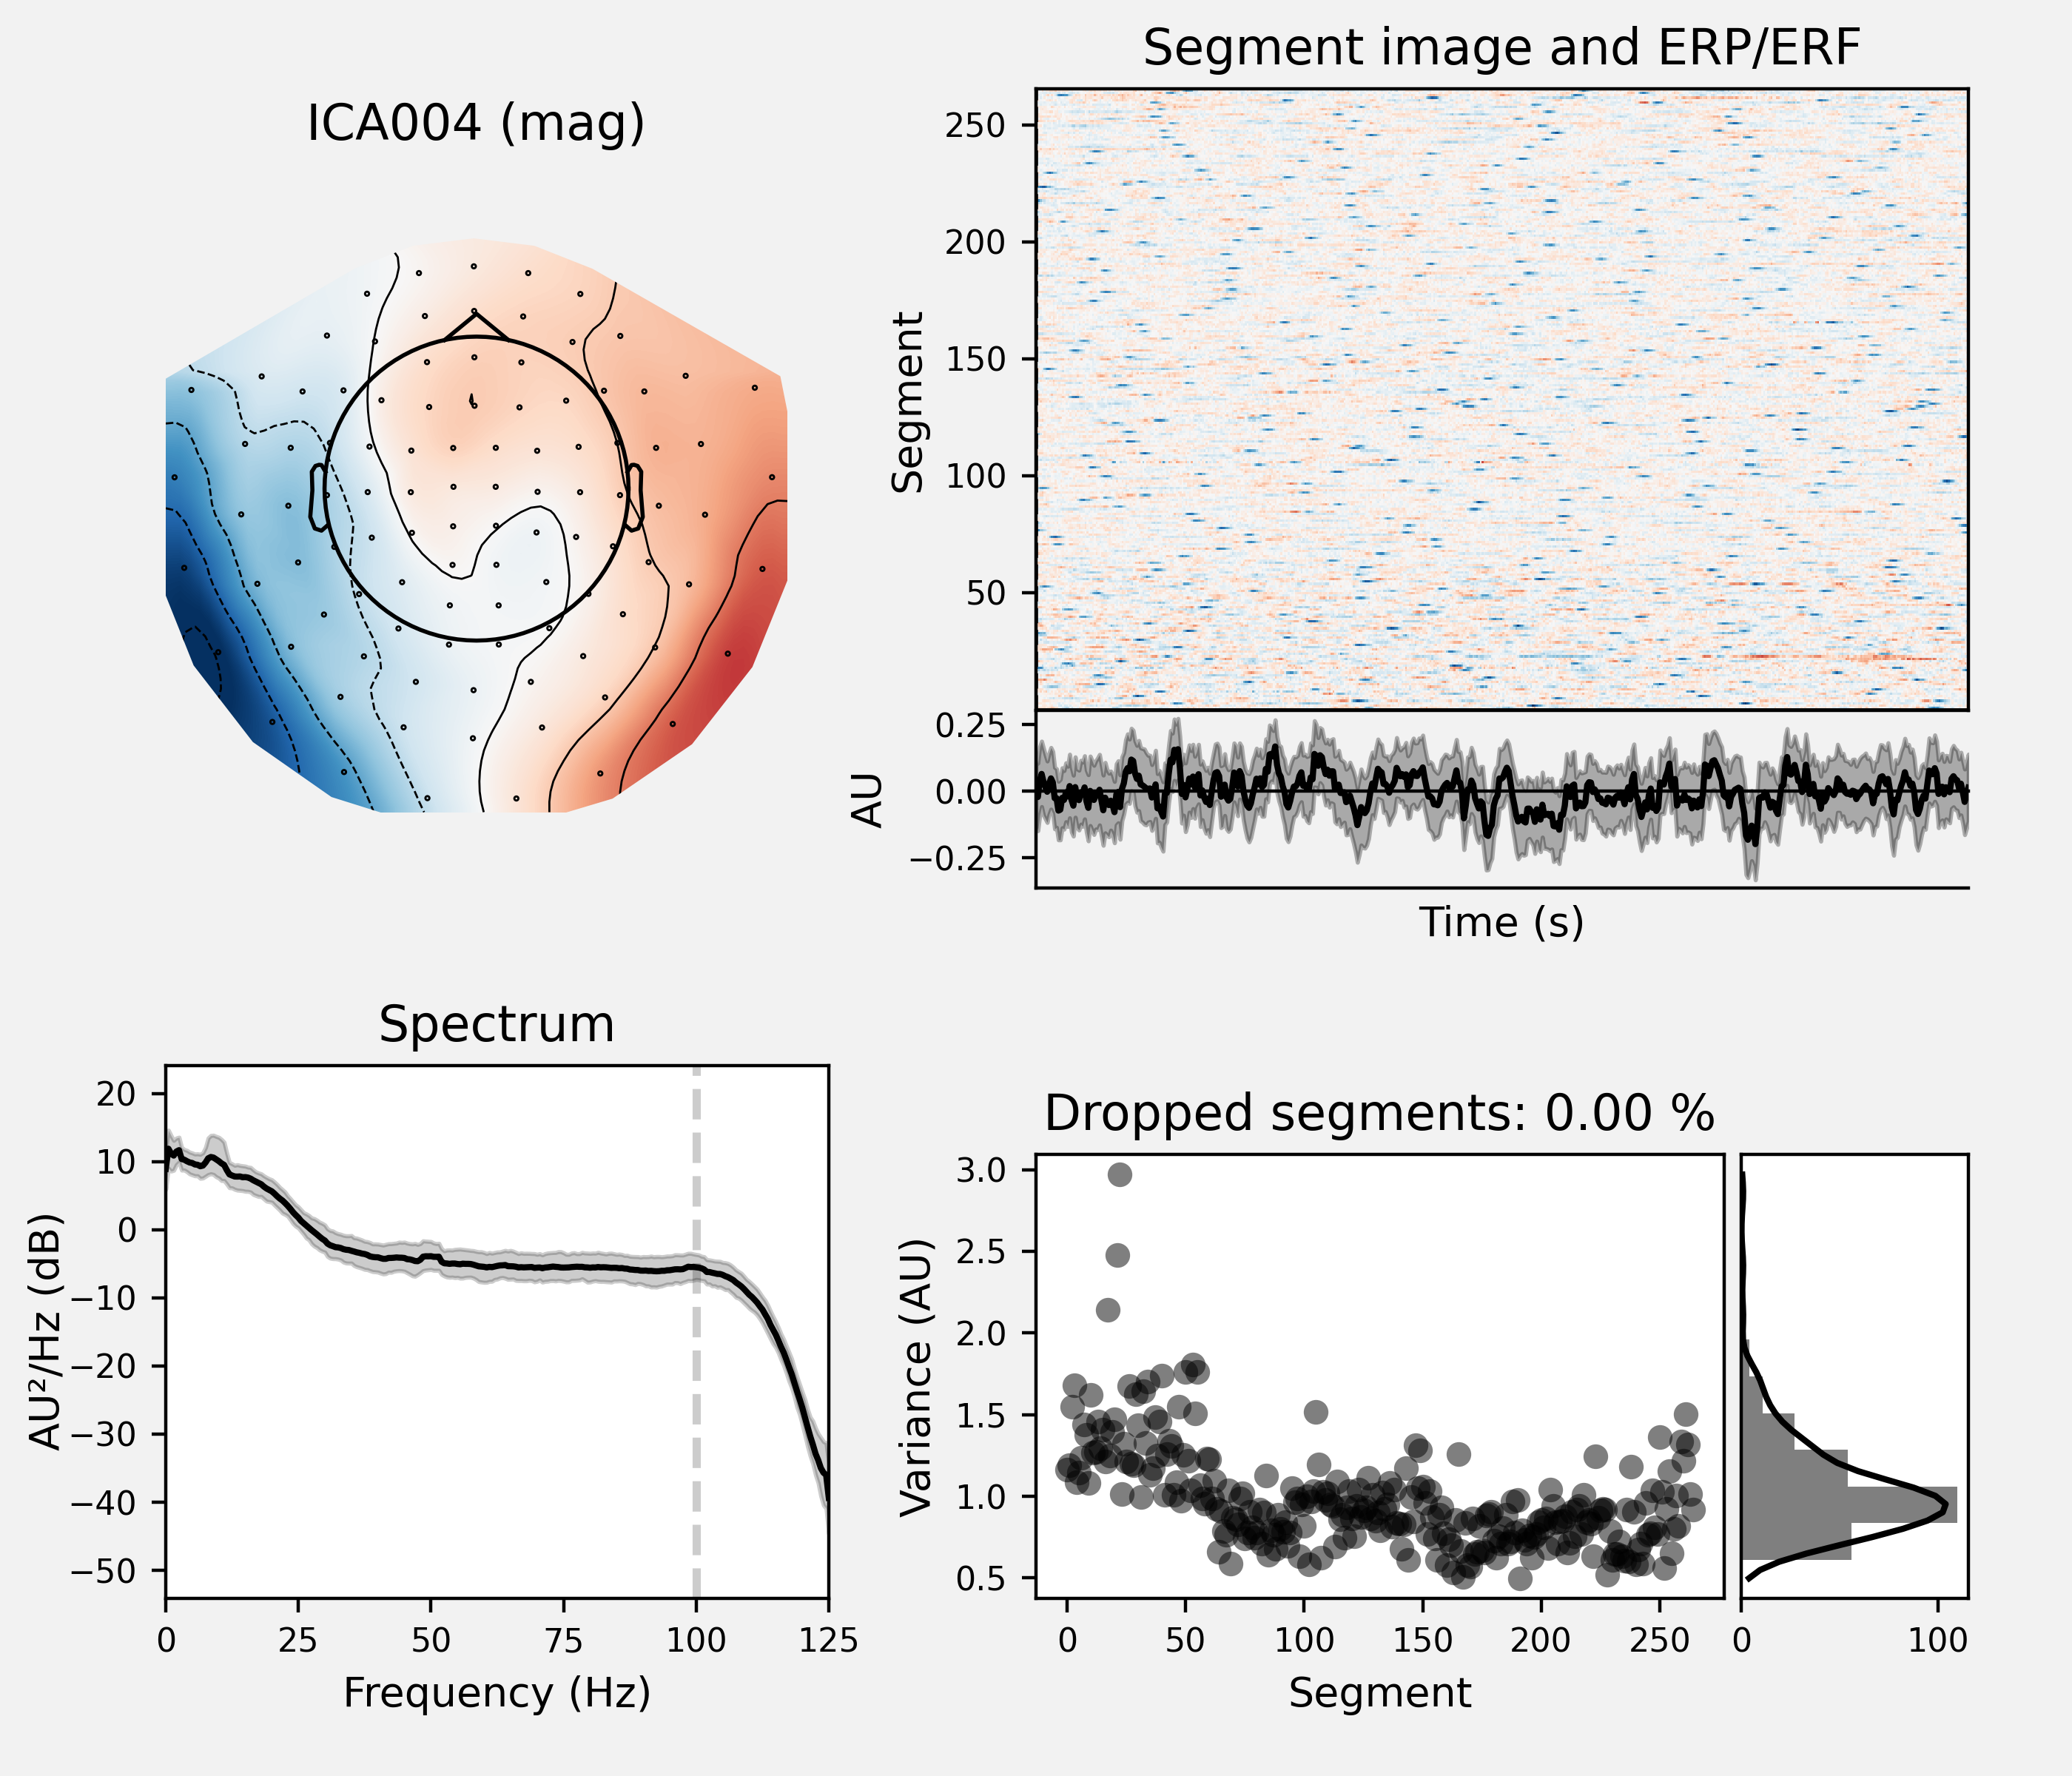 Segment image and ERP/ERF
ICA004 (mag)
250
200
150
100
50
Segment
0.25
0.00
−0.25
AU
Time (s)
Spectrum
20
10
0
−10
−20
−30
−40
−50
AU²/Hz (dB)
0 25 50 75 100 125
Frequency (Hz)
Dropped segments: 0.00 %
3.0
2.5
2.0
1.5
1.0
0.5
Variance (AU)
0 50 100 150 200 250
0 100
Segment